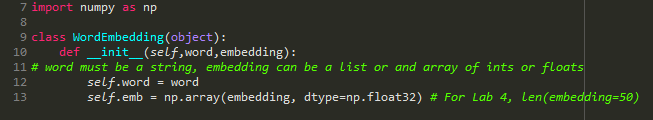 7 import numpy as np
8
9 class WordEmbedding(object):
10     def __init__(self,word,embedding):
11 # word must be a string, embedding can be a list or and array of ints or floats
12         self.word = word
13         self.emb = np.array(embedding, dtype=np.float32) # For Lab 4, len(embedding=50)